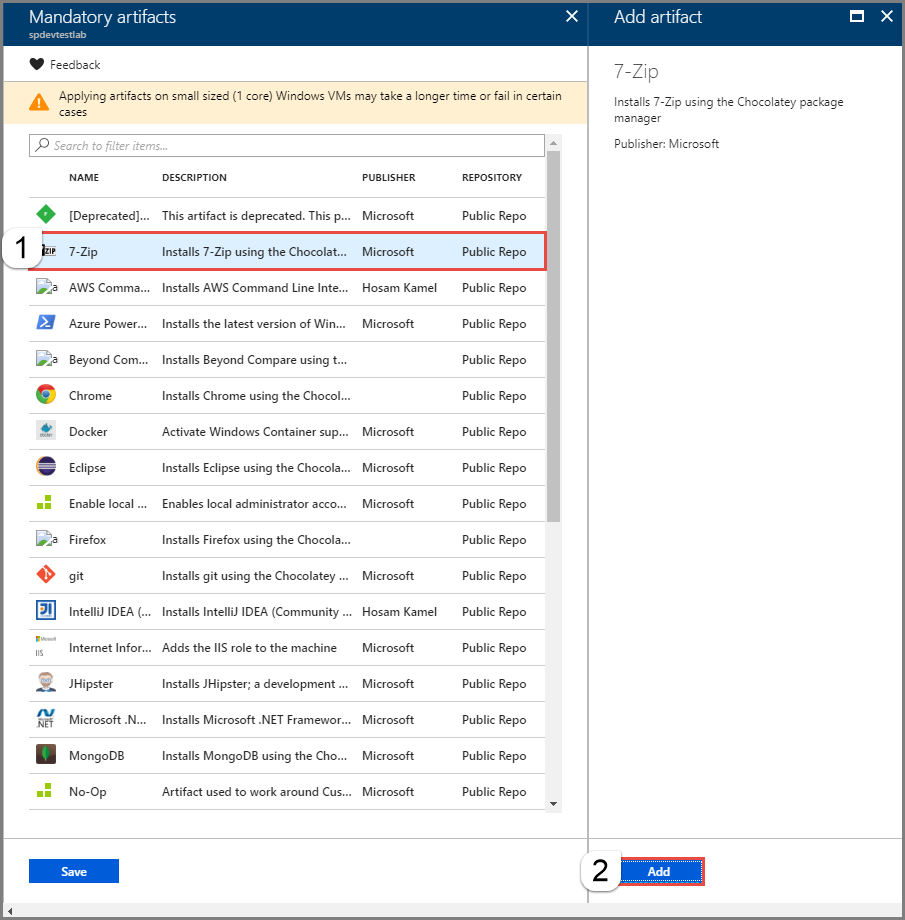 Mandatory artifacts
spdevtestlab
Feedback
Applying artifacts on small sized (1 core) Windows VMs may take a longer time or fail in certain
cases
Search to filter items...
NAME DESCRIPTION PUBLISHER REPOSITORY
[Deprecated]... This artifact is deprecated. This p... Microsoft Public Repo
1 ZIP 7-Zip Installs 7-Zip using the Chocolat... Microsoft Public Repo
a AWS Comma... Installs AWS Command Line Inte... Hosam Kamel Public Repo
Azure Power... Installs the latest version of Win... Microsoft Public Repo
a Beyond Com... Installs Beyond Compare using t... Public Repo
Chrome Installs Chrome using the Chocol... Public Repo
docker Docker Activate Windows Container sup... Microsoft Public Repo
Eclipse Installs Eclipse using the Chocola... Microsoft Public Repo
Enable local ... Enables local administrator acco... Microsoft Public Repo
a Firefox Installs Firefox using the Chocola... Public Repo
git Installs git using the Chocolatey ... Microsoft Public Repo
JI IntelliJ IDEA (... Installs IntelliJ IDEA (Community ... Hosam Kamel Public Repo
Microsoft IIS Internet Infor... Adds the IIS role to the machine Microsoft Public Repo
JHipster Installs JHipster; a development ... Microsoft Public Repo
.NET Microsoft .N... Installs Microsoft .NET Framewor... Microsoft Public Repo
MongoDB Installs MongoDB using the Cho... Microsoft Public Repo
No-Op Artifact used to work around Cus... Microsoft Public Repo
Save
Add artifact
7-Zip
Installs 7-Zip using the Chocolatey package
manager
Publisher: Microsoft
2 Add